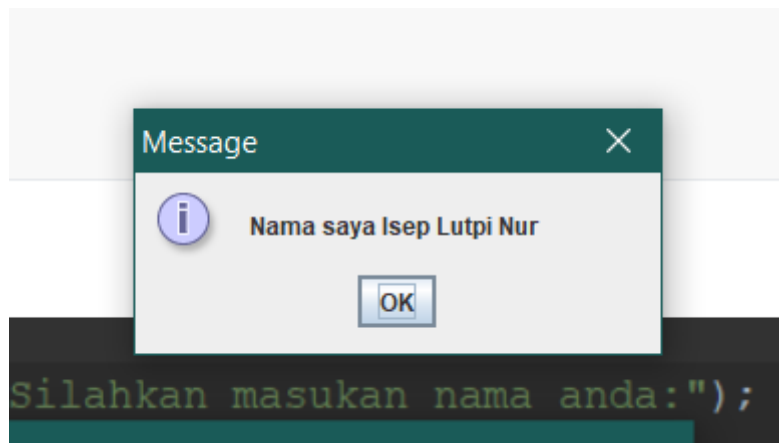 Message
Nama saya Isep Lutpi Nur
OK
Silahkan masukan nama anda:");